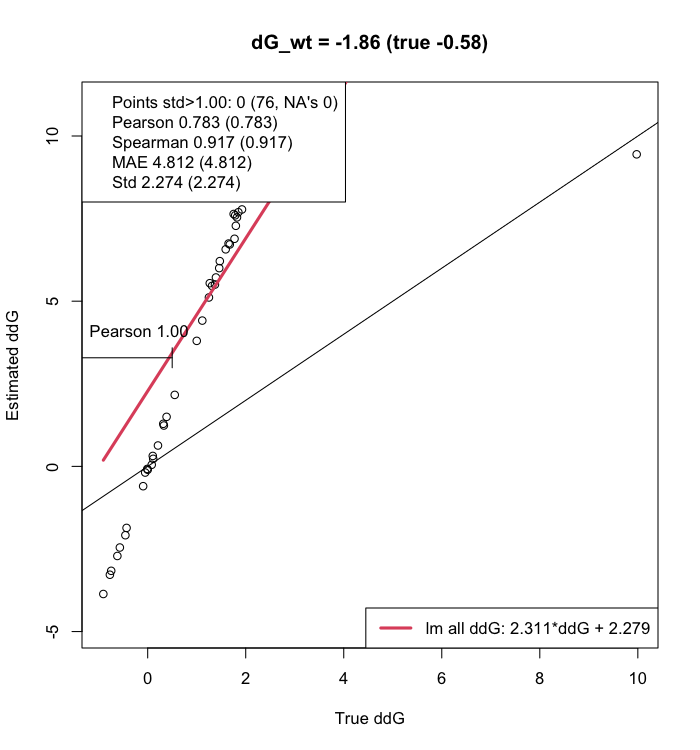 dG_wt = -1.86 (true -0.58)
Points std>1.00: 0 (76, NA's 0)
Pearson 0.783 (0.783)
Spearman 0.917 (0.917)
MAE 4.812 (4.812)
Std 2.274 (2.274)
10
5
0
-5
Estimated ddG
Pearson 1.00
lm all ddG: 2.311*ddG + 2.279
0
2
4
6
8
10
True ddG